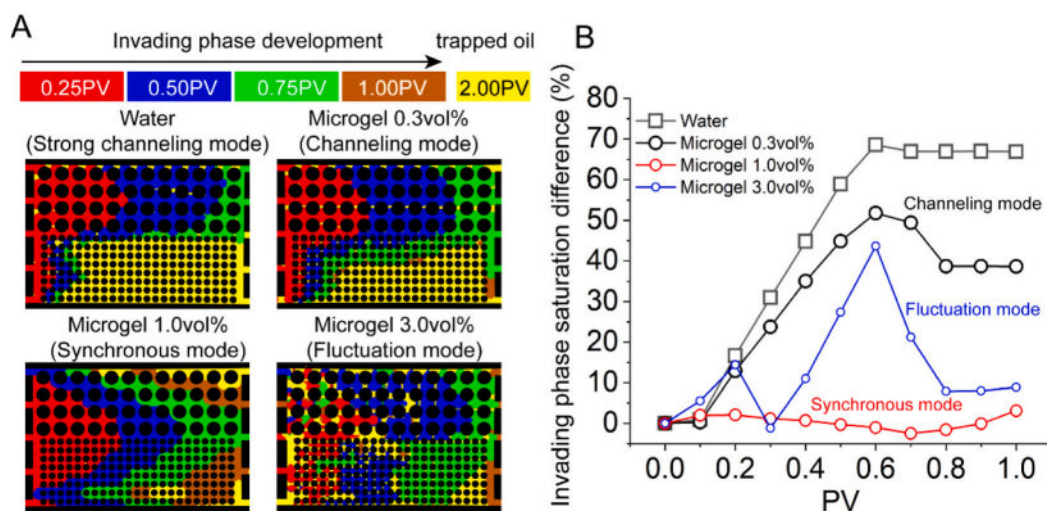 A
Invading phase development
trapped oil
0.25PV
0.50PV
0.75PV
1.00PV
2.00PV
Water
(Strong channeling mode)
Microgel 0.3vol%
(Channeling mode)
Microgel 1.0vol%
(Synchronous mode)
Microgel 3.0vol%
(Fluctuation mode)
B
Invading phase saturation difference (%)
80
70
60
50
40
30
20
10
0
Water
Microgel 0.3vol%
Microgel 1.0vol%
Microgel 3.0vol%
Channeling mode
Fluctuation mode
Synchronous mode
0.0
0.2
0.4
0.6
0.8
1.0
PV